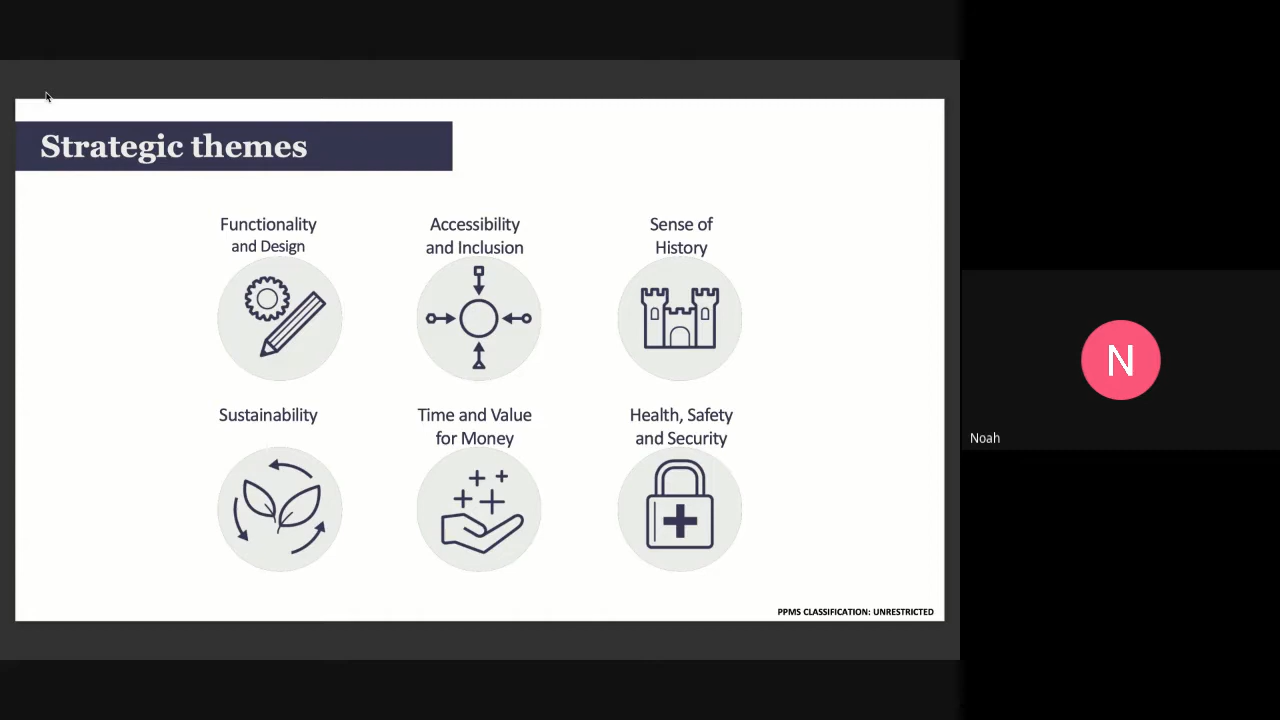 Strategic themes
Functionality
and Design
Accessibility
and Inclusion
Sense of
History
Sustainability
Time and Value
for Money
Health, Safety
and Security
PPMS CLASSIFICATION: UNRESTRICTED
N
Noah